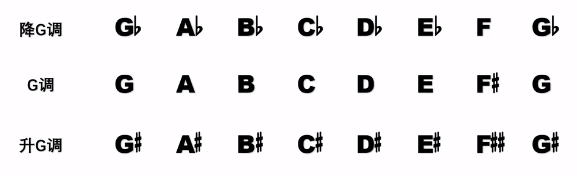 降G调 G♭ A♭ B♭ C♭ D♭ E♭ F G♭
G调 G A B C D E F♯ G
升G调 G♯ A♯ B♯ C♯ D♯ E♯ F♯♯ G♯